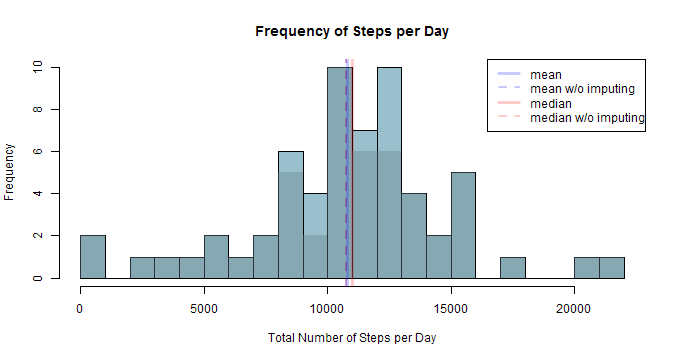 Frequency of Steps per Day
mean
mean w/o imputing
median
median w/o imputing
Frequency
0
2
4
6
8
10
0
5000
10000
15000
20000
Total Number of Steps per Day